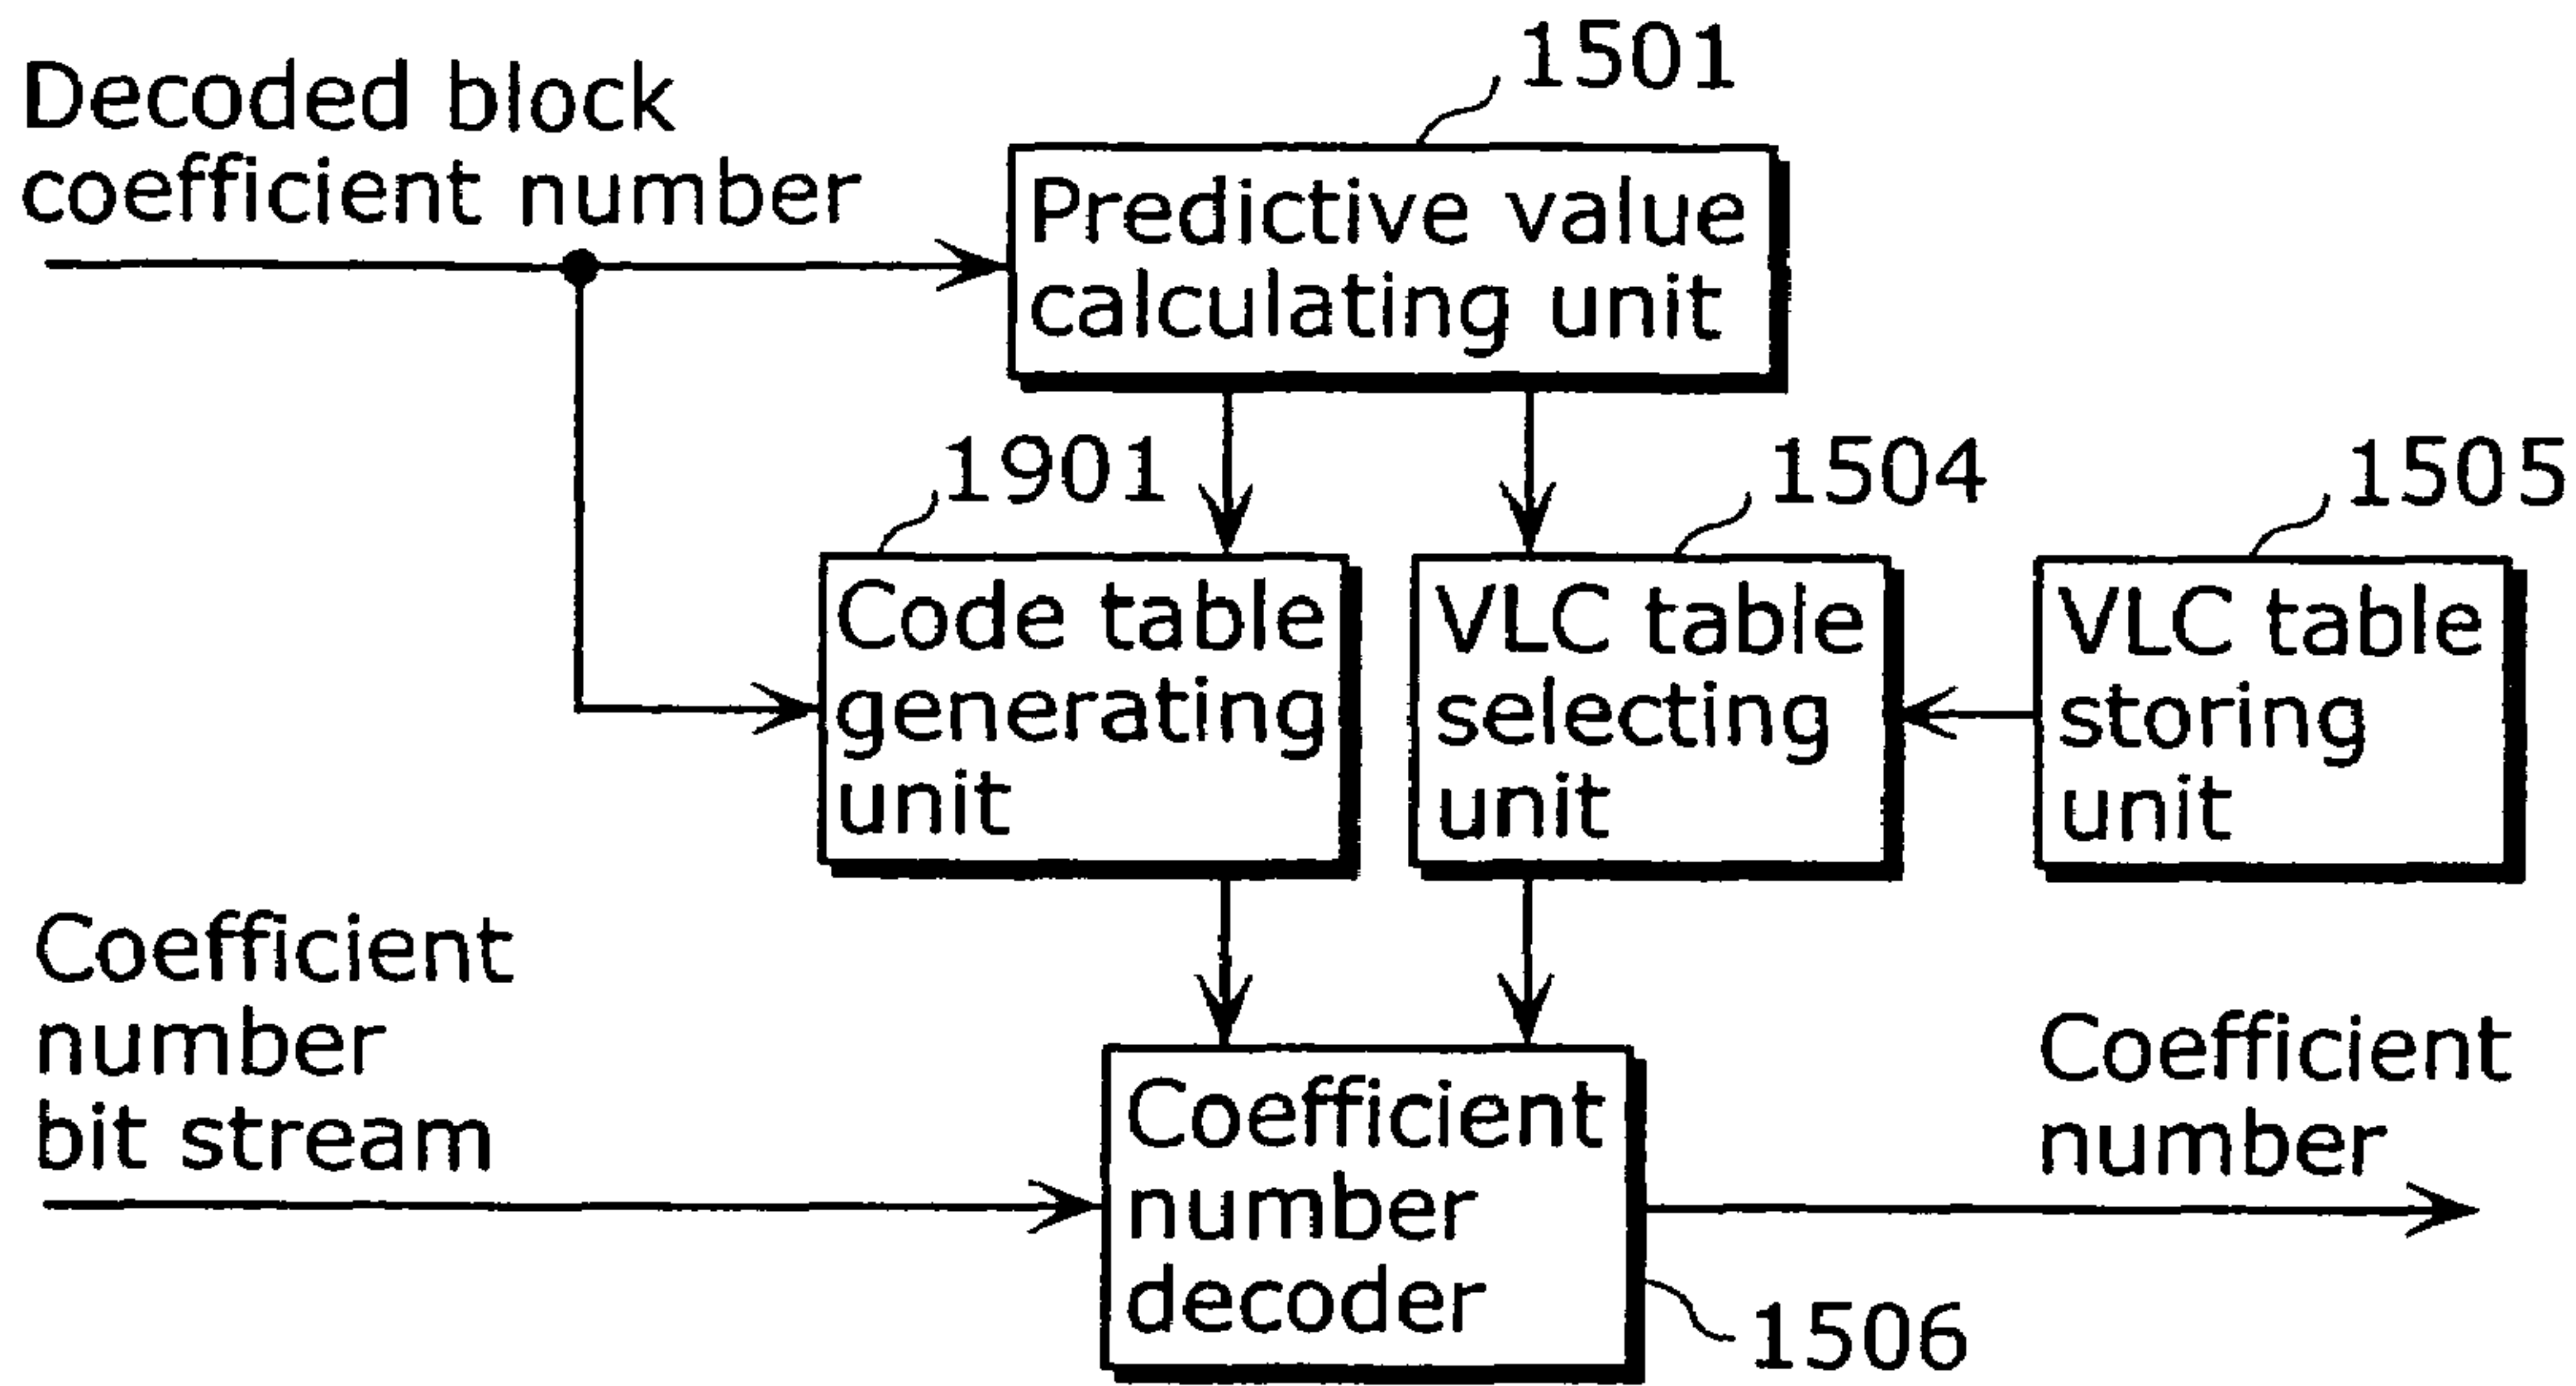 1501
Decoded block
coefficient number
Predictive value
calculating unit
1901
1504
1505
Code table
generating
unit
VLC table
selecting
unit
VLC table
storing
unit
Coefficient
number
bit stream
Coefficient
number
decoder
Coefficient
number
1506